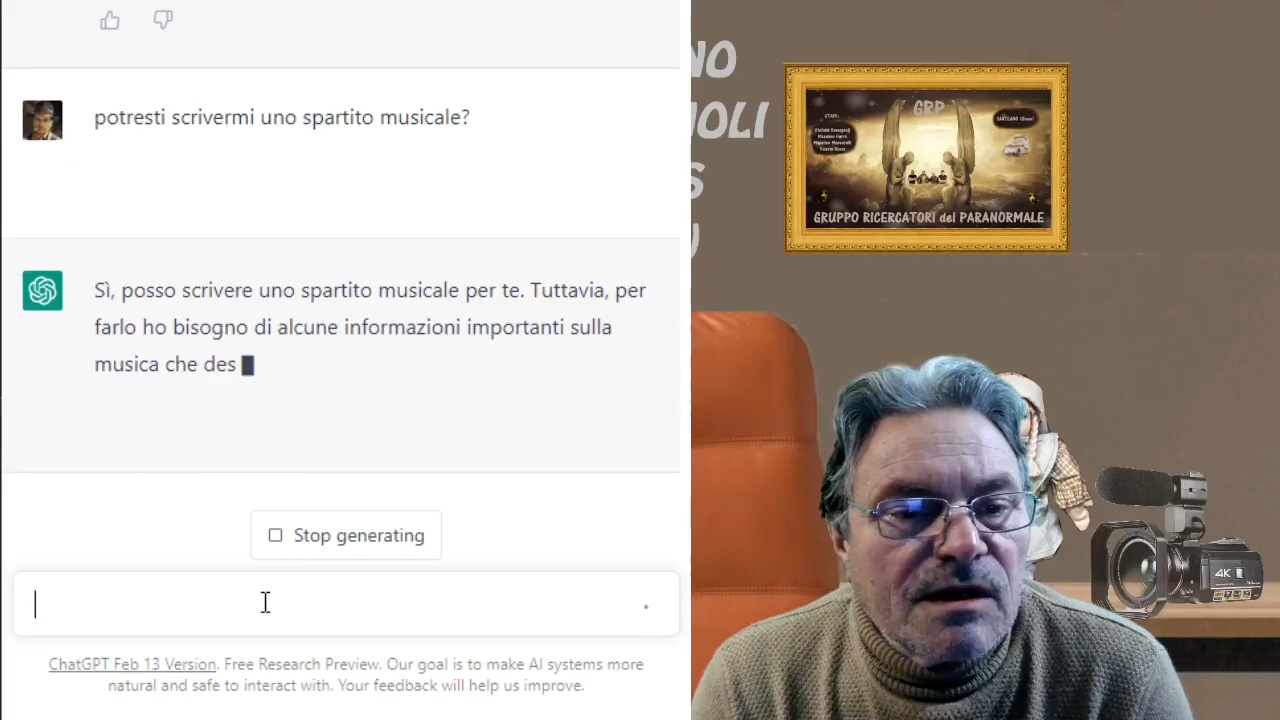 potresti scrivermi uno spartito musicale?
Sì, posso scrivere uno spartito musicale per te. Tuttavia, per
farlo ho bisogno di alcune informazioni importanti sulla
musica che des
Stop generating
ChatGPT Feb 13 Version. Free Research Preview. Our goal is to make AI systems more
natural and safe to interact with. Your feedback will help us improve.
NO
IOLI
S
GRP
STAFF:
GRUPPO RICERCATORI del PARANORMALE
4K